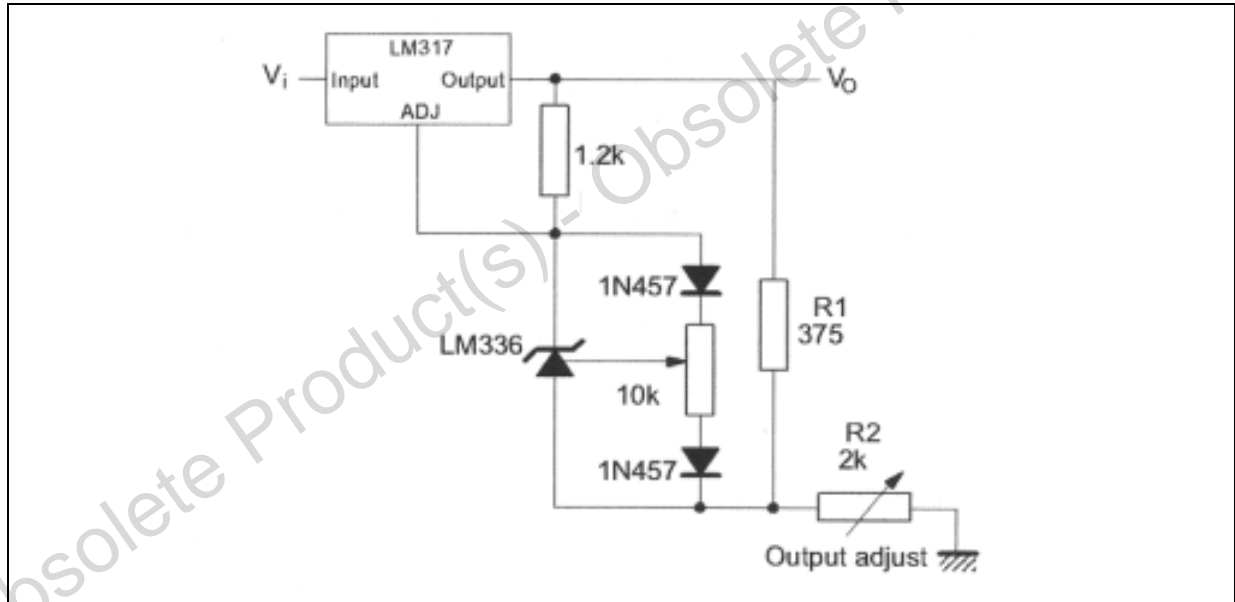 LM317
Vi
Input
Output
VO
ADJ
1.2k
1N457
R1
375
LM336
10k
R2
2k
1N457
Output adjust
Obsolete Product(s) - Obsolete